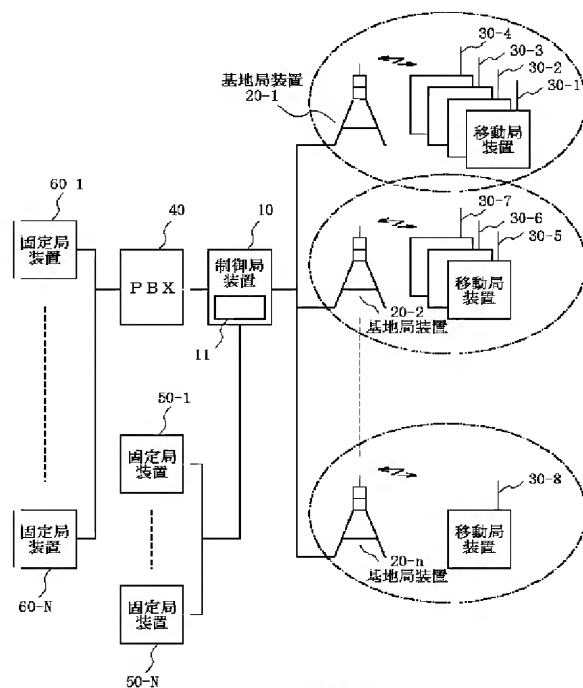 30-4
30-3
30-2
30-1
基地局装置
20-1
移動局
装置
60-1
固定局
装置
40
PBX
10
制御局
装置
11
30-7
30-6
30-5
移動局
装置
20-2
基地局装置
50-1
固定局
装置
30-8
移動局
装置
20-n
基地局装置
固定局
装置
60-N
固定局
装置
50-N